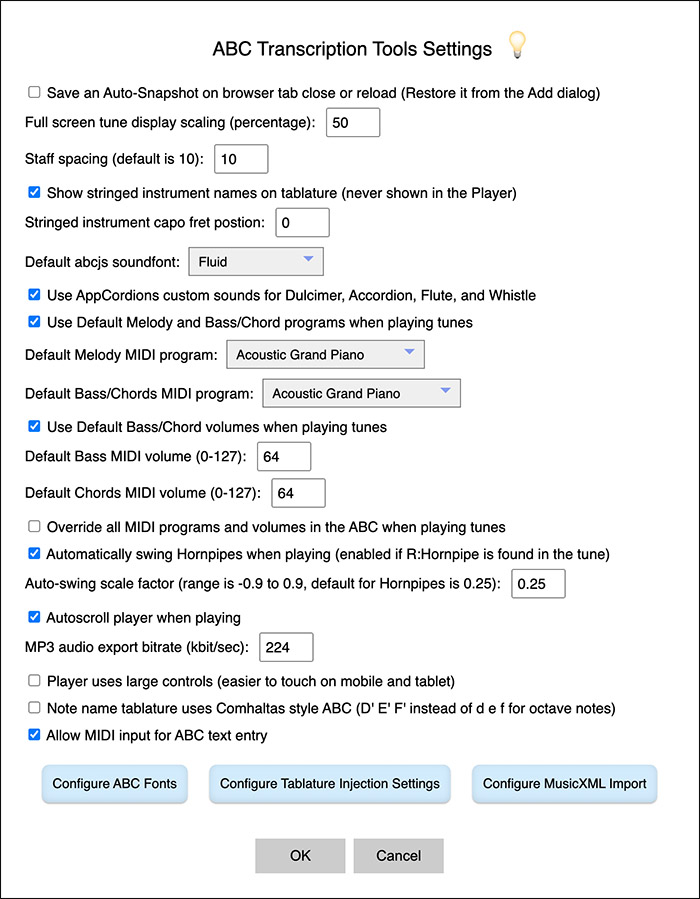 ABC Transcription Tools Settings
Save an Auto-Snapshot on browser tab close or reload (Restore it from the Add dialog)
Full screen tune display scaling (percentage): 50
Staff spacing (default is 10): 10
Show stringed instrument names on tablature (never shown in the Player)
Stringed instrument capo fret postion: 0
Default abcjs soundfont: Fluid
Use AppCordions custom sounds for Dulcimer, Accordion, Flute, and Whistle
Use Default Melody and Bass/Chord programs when playing tunes
Default Melody MIDI program: Acoustic Grand Piano
Default Bass/Chords MIDI program: Acoustic Grand Piano
Use Default Bass/Chord volumes when playing tunes
Default Bass MIDI volume (0-127): 64
Default Chords MIDI volume (0-127): 64
Override all MIDI programs and volumes in the ABC when playing tunes
Automatically swing Hornpipes when playing (enabled if R:Hornpipe is found in the tune)
Auto-swing scale factor (range is -0.9 to 0.9, default for Hornpipes is 0.25): 0.25
Autoscroll player when playing
MP3 audio export bitrate (kbit/sec): 224
Player uses large controls (easier to touch on mobile and tablet)
Note name tablature uses Comhaltas style ABC (D' E' F' instead of d e f for octave notes)
Allow MIDI input for ABC text entry
Configure ABC Fonts Configure Tablature Injection Settings Configure MusicXML Import
OK Cancel